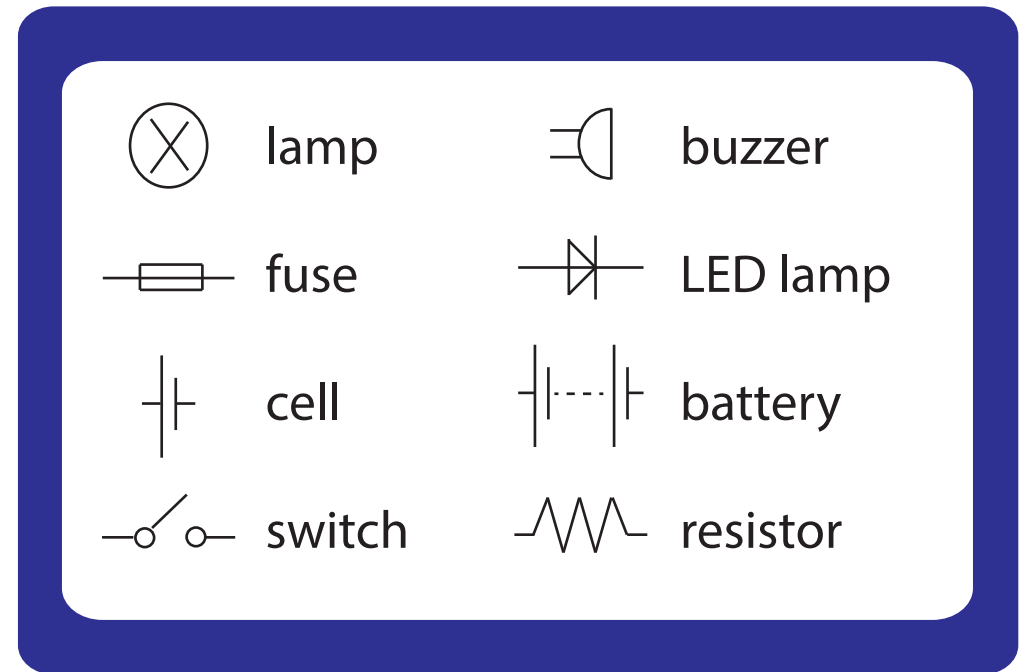 lamp
buzzer
fuse
LED lamp
cell
battery
switch
resistor